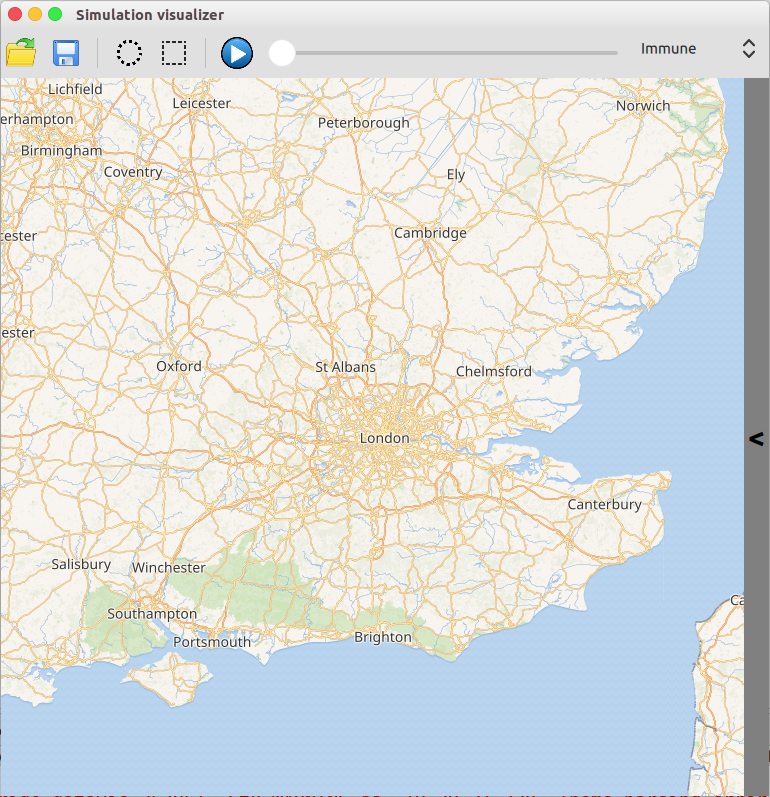 Simulation visualizer
Immune
Lichfield
Leicester
Norwich
erhampton
Peterborough
Birmingham
Coventry
Ely
Cambridge
cester
ester
Oxford
St Albans
Chelmsford
London
<
Canterbury
Salisbury
Winchester
Ca
Southampton
Portsmouth
Brighton